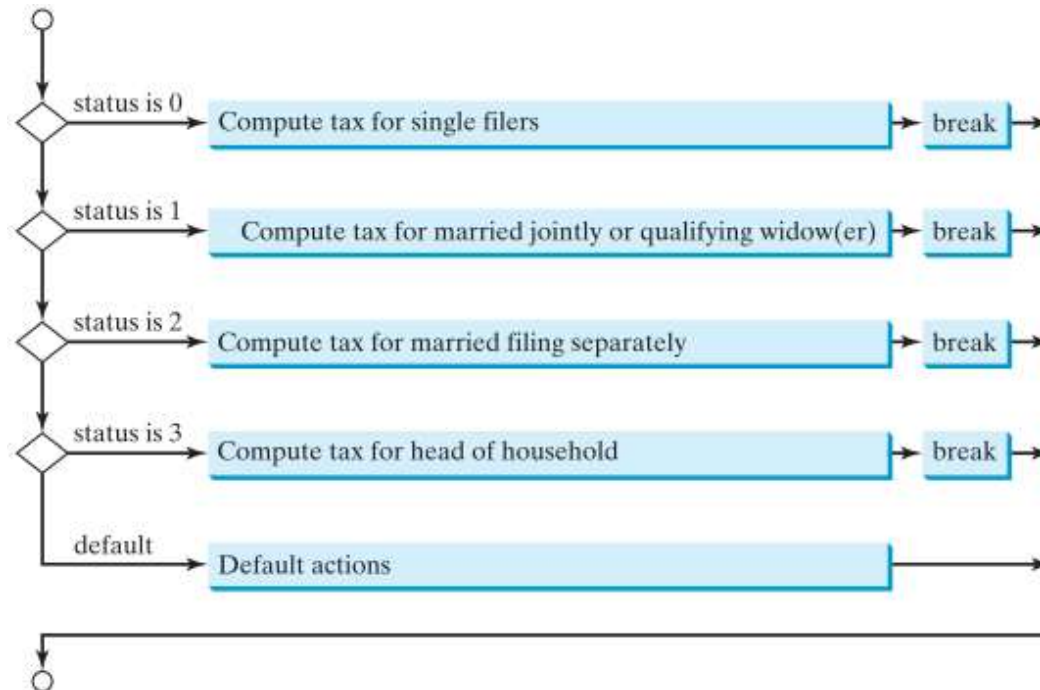 status is 0
Compute tax for single filers
break
status is 1
Compute tax for married jointly or qualifying widow(er)
break
status is 2
Compute tax for married filing separately
break
status is 3
Compute tax for head of household
break
default
Default actions